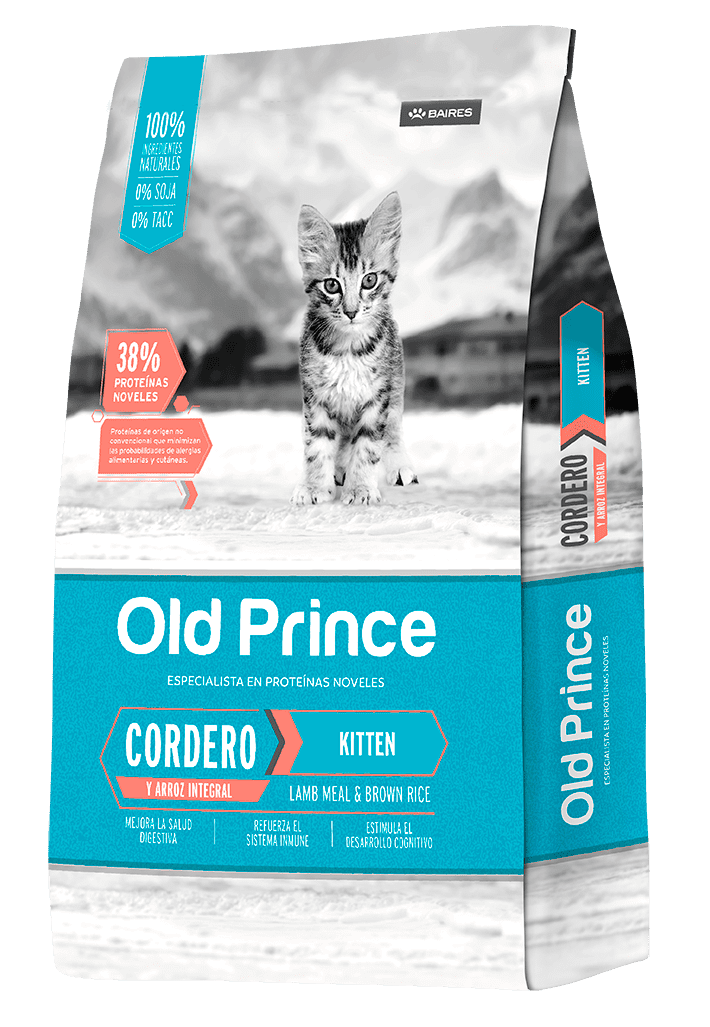 BAIRES
100%
INGREDIENTES
NATURALES
0% SOJA
0% TACC
38%
PROTEÍNAS
NOVELES
Proteínas de origen no
convencional que minimizan
las probabilidades de alergias
alimentarias y cutáneas.
Old Prince
ESPECIALISTA EN PROTEÍNAS NOVELES
CORDERO
KITTEN
Y ARROZ INTEGRAL
LAMB MEAL & BROWN RICE
MEJORA LA SALUD
DIGESTIVA
REFUERZA EL
SISTEMA INMUNE
ESTIMULA EL
DESARROLLO COGNITIVO
KITTEN
CORDERO
Y ARROZ INTEGRAL
Old Prince
ESPECIALISTA EN PROTEÍNAS NOVELES